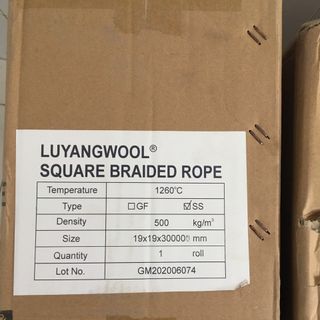 LUYANGWOOL®
SQUARE BRAIDED ROPE
Temperature 1260℃
Type ☐GF ☑SS
Density 500 kg/m³
Size 19x19x30000 mm
Quantity 1 roll
Lot No. GM202006074